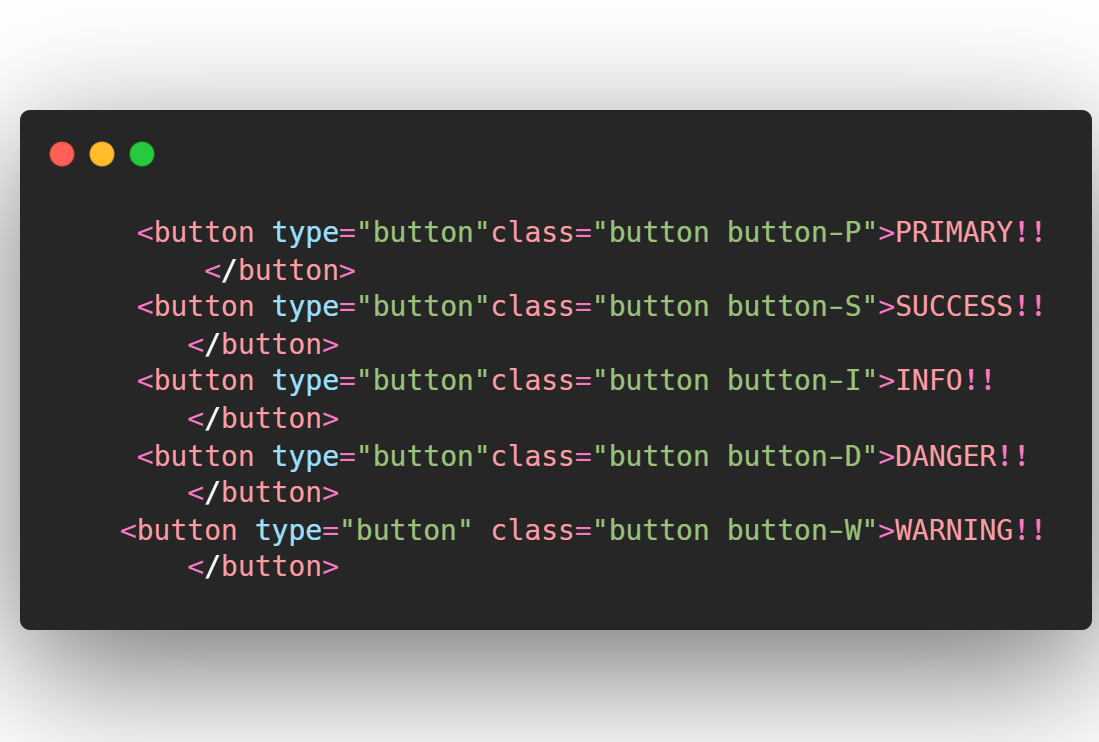 <button type="button"class="button button-P">PRIMARY!!
</button>
<button type="button"class="button button-S">SUCCESS!!
</button>
<button type="button"class="button button-I">INFO!!
</button>
<button type="button"class="button button-D">DANGER!!
</button>
<button type="button" class="button button-W">WARNING!!
</button>